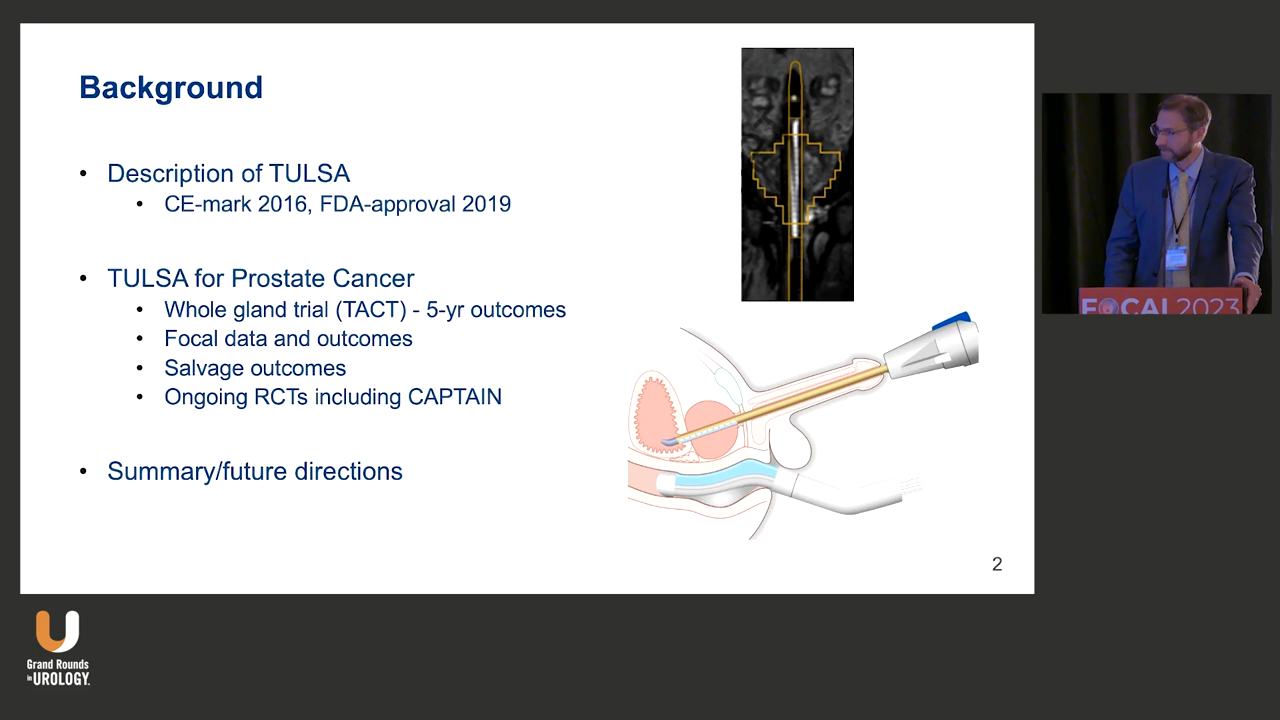 Background
• Description of TULSA
• CE-mark 2016, FDA-approval 2019
• TULSA for Prostate Cancer
• Whole gland trial (TACT) - 5-yr outcomes
• Focal data and outcomes
• Salvage outcomes
• Ongoing RCTs including CAPTAIN
• Summary/future directions
2
FOCAL 2023
Grand Rounds
in UROLOGY